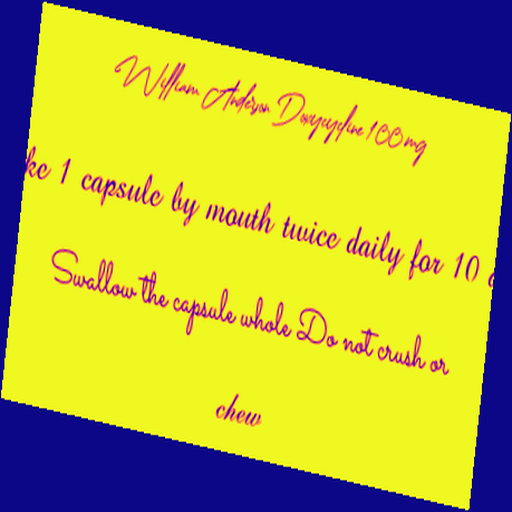 William Anderson Doxycycline 100mg
ke 1 capsule by mouth twice daily for 10
Swallow the capsule whole Do not crush or
chew